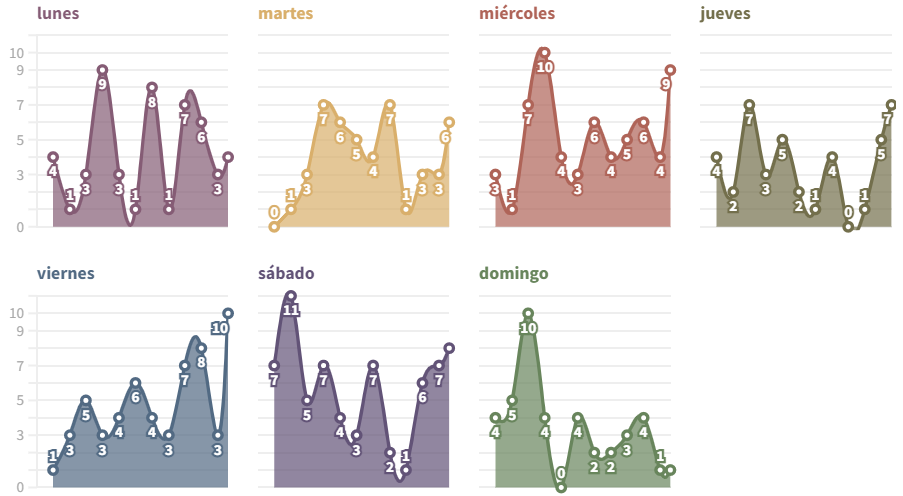 lunes
martes
miércoles
jueves
10
9
7
5
3
0
4 1 3 9 3 1 8 1 7 6 3
0 1 3 7 6 5 4 7 1 3 3 6
3 1 7 10 4 3 6 4 5 6 4 9
4 2 7 3 5 2 1 4 0 1 5 7
viernes
sábado
domingo
10
9
7
5
3
0
1 3 5 3 4 6 4 3 7 8 3 10
7 11 5 7 4 3 7 2 1 6 7
4 5 10 4 0 4 2 2 3 4 1